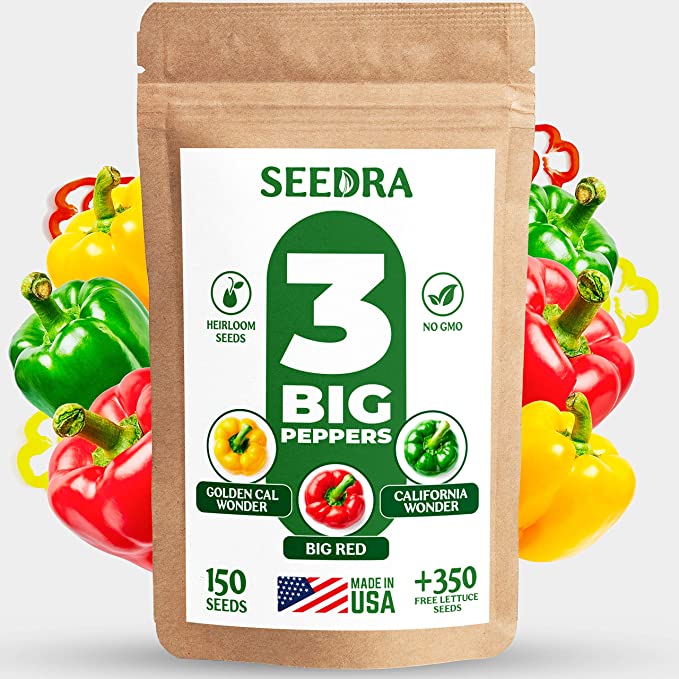 SEEDRA
3
BIG
PEPPERS
HEIRLOOM
SEEDS
NO GMO
GOLDEN CAL
WONDER
CALIFORNIA
WONDER
BIG RED
150
SEEDS
MADE IN
USA
+350
FREE LETTUCE
SEEDS